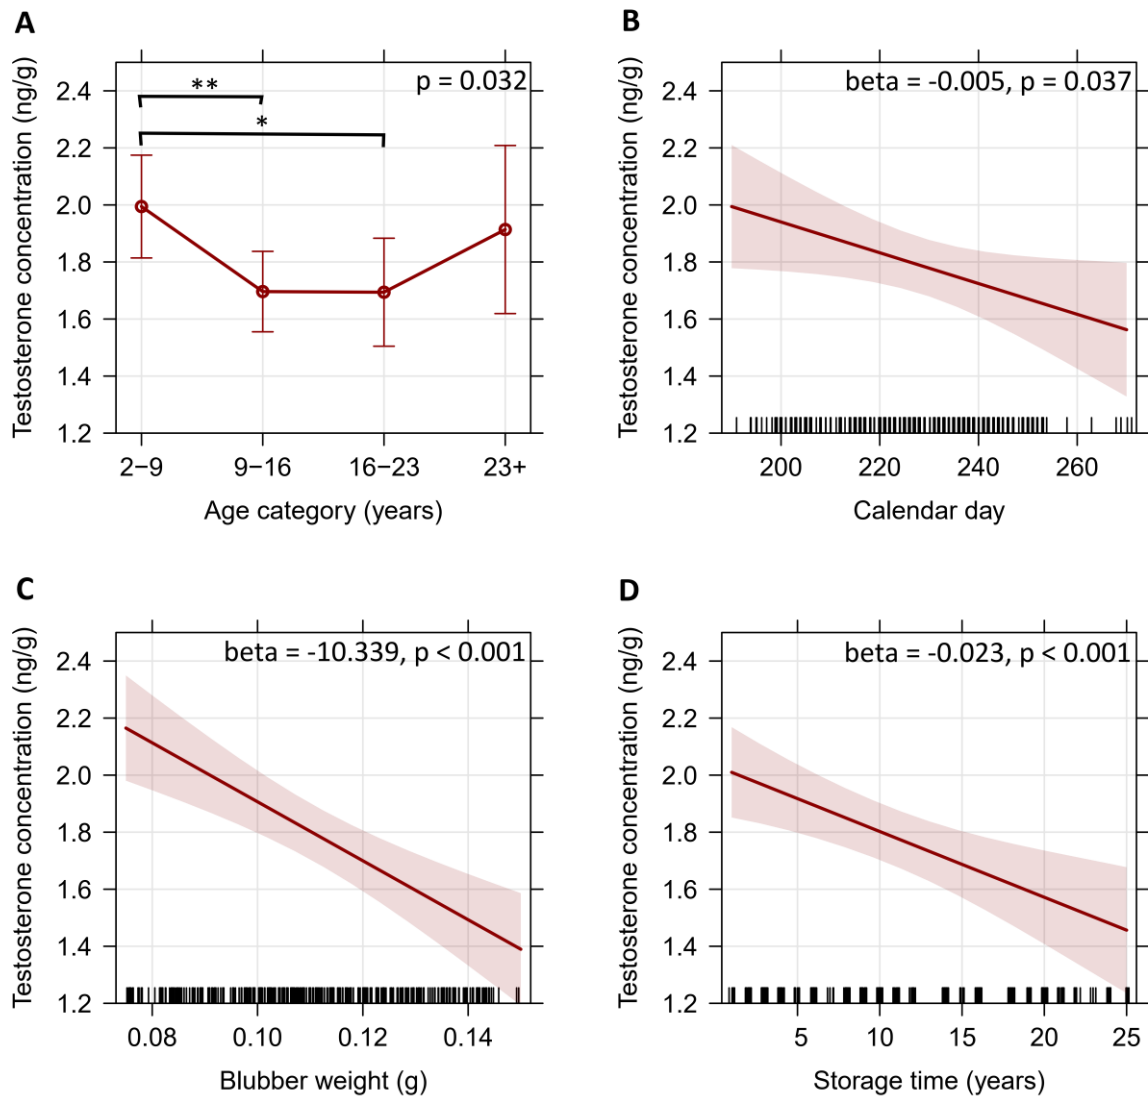 A
Testosterone concentration (ng/g)
p = 0.032
**
*
2.4
2.2
2.0
1.8
1.6
1.4
1.2
2−9
9−16
16−23
23+
Age category (years)
B
Testosterone concentration (ng/g)
beta = -0.005, p = 0.037
2.4
2.2
2.0
1.8
1.6
1.4
1.2
200
220
240
260
Calendar day
C
Testosterone concentration (ng/g)
beta = -10.339, p < 0.001
2.4
2.2
2.0
1.8
1.6
1.4
1.2
0.08
0.10
0.12
0.14
Blubber weight (g)
D
Testosterone concentration (ng/g)
beta = -0.023, p < 0.001
2.4
2.2
2.0
1.8
1.6
1.4
1.2
5
10
15
20
25
Storage time (years)